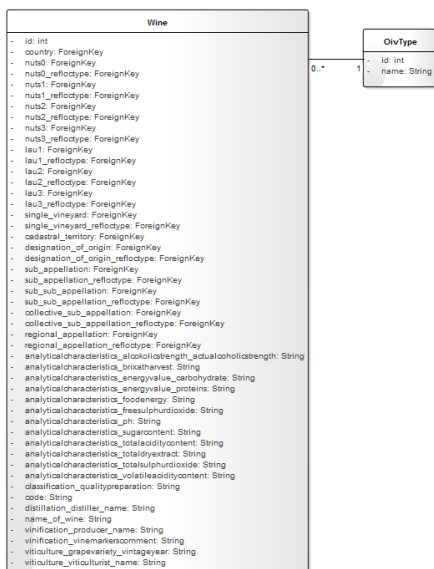 Wine
- id: int
- country: ForeignKey
- nuts0: ForeignKey
- nuts0_refloctype: ForeignKey
- nuts1: ForeignKey
- nuts1_refloctype: ForeignKey
- nuts2: ForeignKey
- nuts2_refloctype: ForeignKey
- nuts3: ForeignKey
- nuts3_refloctype: ForeignKey
- lau1: ForeignKey
- lau1_refloctype: ForeignKey
- lau2: ForeignKey
- lau2_refloctype: ForeignKey
- lau3: ForeignKey
- lau3_refloctype: ForeignKey
- single_vineyard: ForeignKey
- single_vineyard_refloctype: ForeignKey
- cadastral_territory: ForeignKey
- designation_of_origin: ForeignKey
- designation_of_origin_refloctype: ForeignKey
- sub_appellation: ForeignKey
- sub_appellation_refloctype: ForeignKey
- sub_sub_appellation: ForeignKey
- sub_sub_appellation_refloctype: ForeignKey
- collective_sub_appellation: ForeignKey
- collective_sub_appellation_refloctype: ForeignKey
- regional_appellation: ForeignKey
- regional_appellation_refloctype: ForeignKey
- analyticalcharacteristics_alcoholicstrength_actualcoholicstrength: String
- analyticalcharacteristics_brixatharvest: String
- analyticalcharacteristics_energyvalue_carbohydrate: String
- analyticalcharacteristics_energyvalue_proteins: String
- analyticalcharacteristics_foodenergy: String
- analyticalcharacteristics_freesulphurdioxide: String
- analyticalcharacteristics_ph: String
- analyticalcharacteristics_sugarcontent: String
- analyticalcharacteristics_totalaciditycontent: String
- analyticalcharacteristics_totaldryextract: String
- analyticalcharacteristics_totalsulphurdioxide: String
- analyticalcharacteristics_volatileaciditycontent: String
- classification_qualitypreparation: String
- code: String
- distillation_distiller_name: String
- name_of_wine: String
- vinification_producer_name: String
- vinification_vinemarkerscomment: String
- viticulture_grapevariety_vintageyear: String
- viticulture_viticulturist_name: String
0..* 1
OivType
- id: int
- name: String